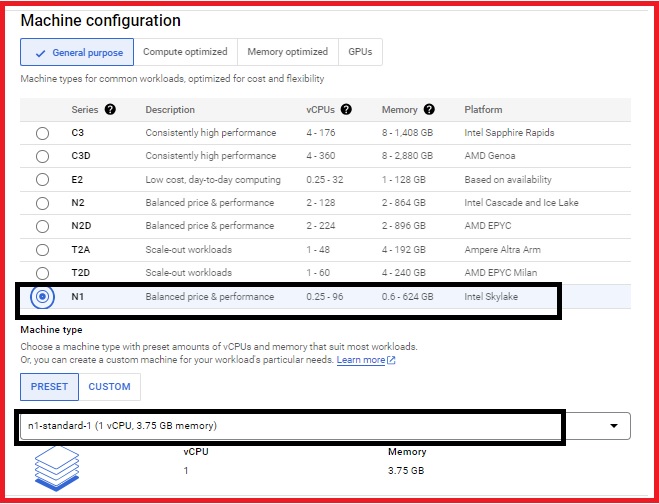 Machine configuration
General purpose Compute optimized Memory optimized GPUs
Machine types for common workloads, optimized for cost and flexibility
Series Description vCPUs Memory Platform
C3 Consistently high performance 4 - 176 8 - 1,408 GB Intel Sapphire Rapids
C3D Consistently high performance 4 - 360 8 - 2,880 GB AMD Genoa
E2 Low cost, day-to-day computing 0.25 - 32 1 - 128 GB Based on availability
N2 Balanced price & performance 2 - 128 2 - 864 GB Intel Cascade and Ice Lake
N2D Balanced price & performance 2 - 224 2 - 896 GB AMD EPYC
T2A Scale-out workloads 1 - 48 4 - 192 GB Ampere Altra Arm
T2D Scale-out workloads 1 - 60 4 - 240 GB AMD EPYC Milan
N1 Balanced price & performance 0.25 - 96 0.6 - 624 GB Intel Skylake
Machine type
Choose a machine type with preset amounts of vCPUs and memory that suit most workloads.
Or, you can create a custom machine for your workload's particular needs. Learn more
PRESET CUSTOM
n1-standard-1 (1 vCPU, 3.75 GB memory)
vCPU Memory
1 3.75 GB